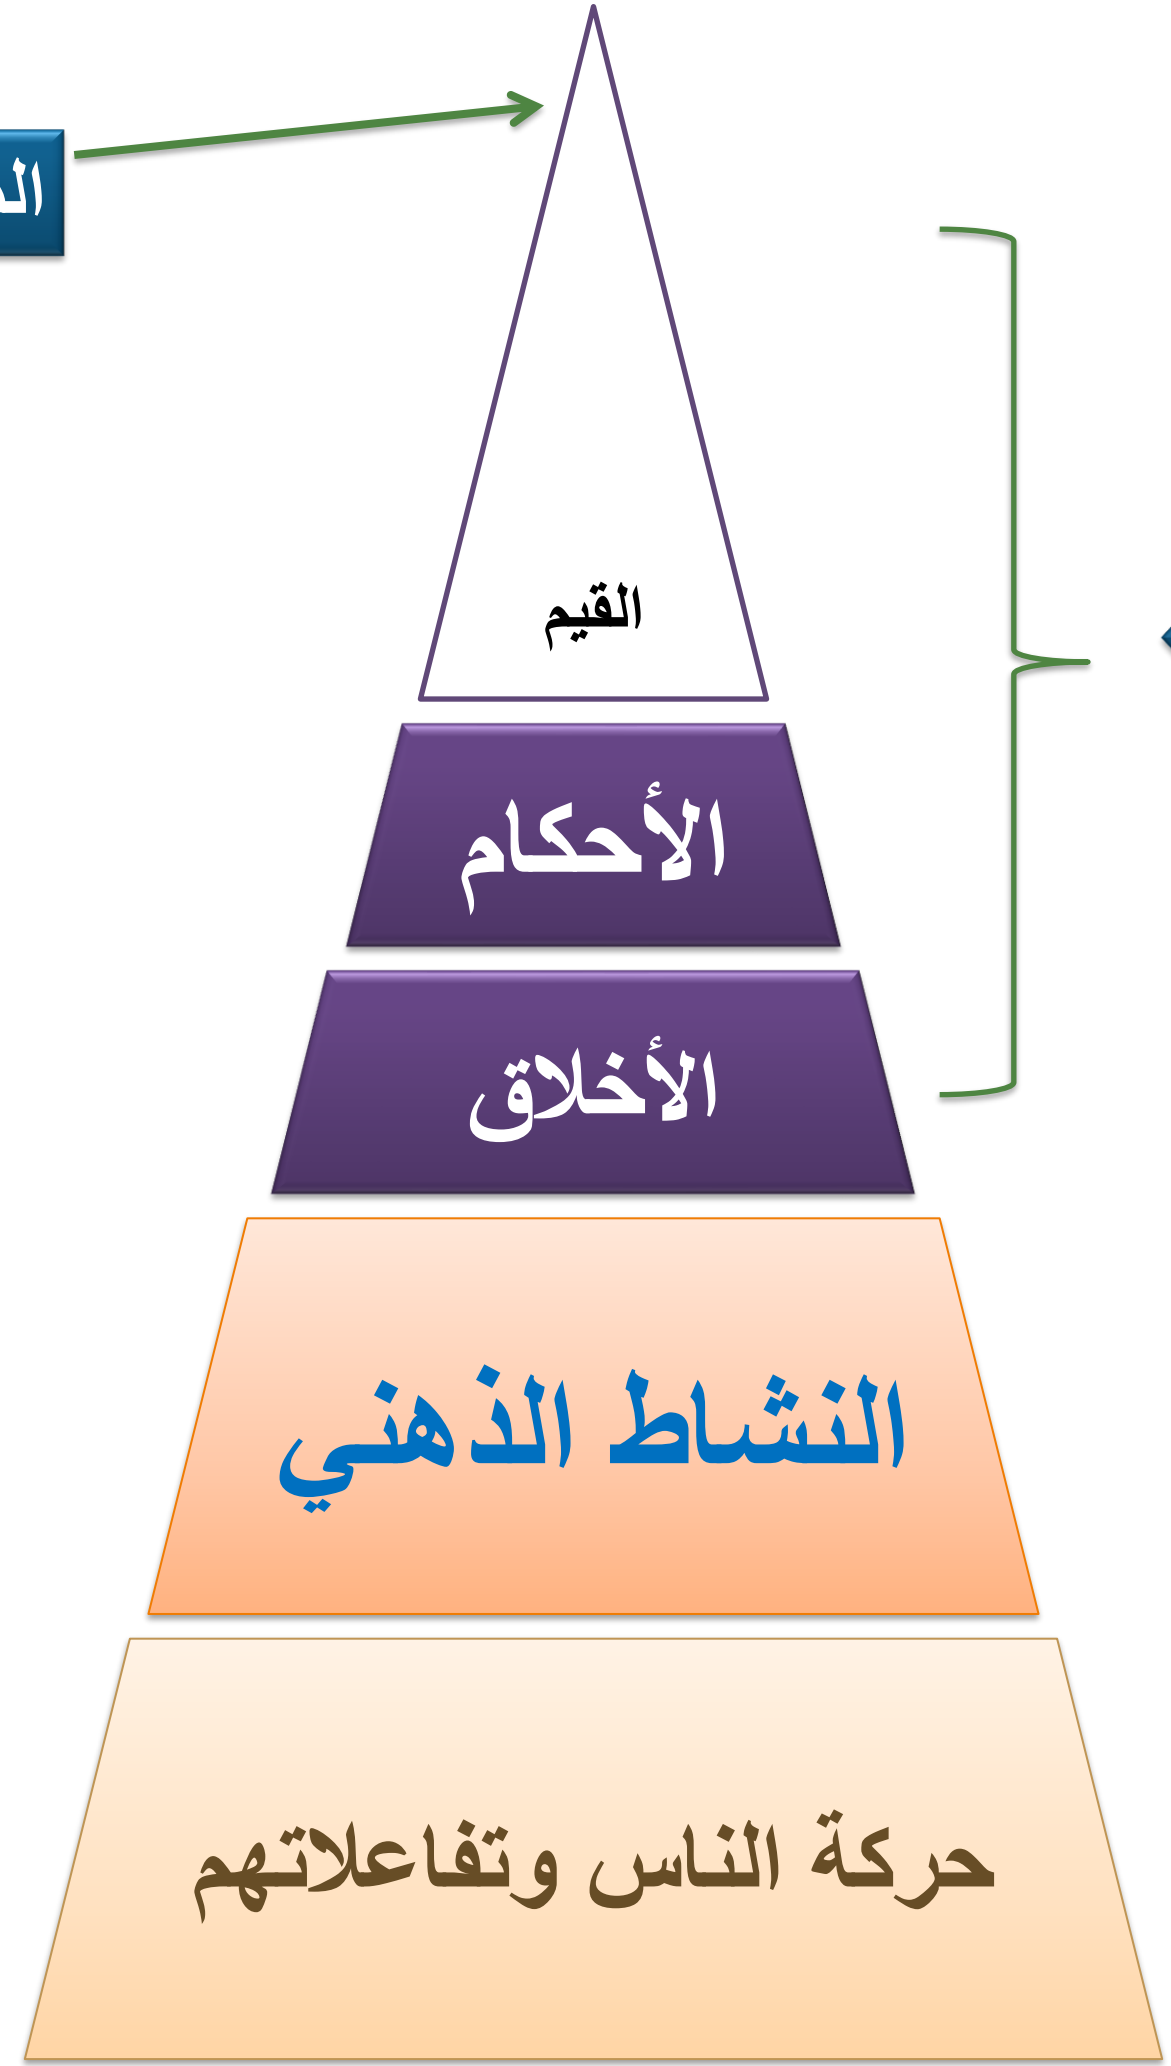 القيم
الأحكام
الأخلاق
النشاط الذهني
حركة الناس وتفاعلاتهم